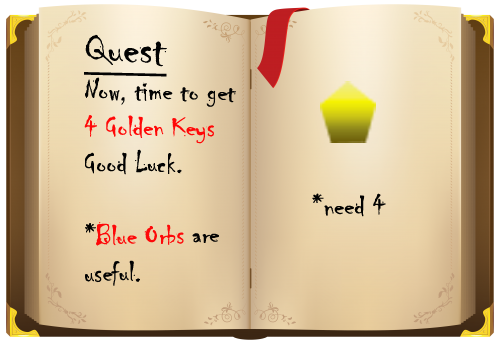 Quest
Now, time to get
4 Golden Keys
Good Luck.
*Blue Orbs are
useful.
*need 4